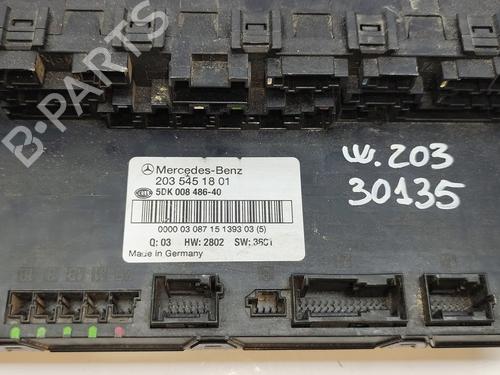 B-PARTS
Mercedes-Benz
203 545 18 01
5DK 008 486-40
0000 03 087 15 1393 03 (5)
Q: 03 HW: 2802 SW:
Made in Germany
W.203
30135